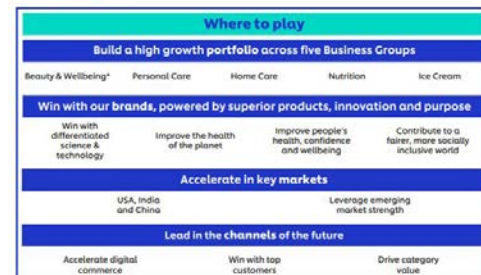 Where to play
Build a high growth portfolio across five Business Groups
Beauty & Wellbeing* Personal Care Home Care Nutrition Ice Cream
Win with our brands, powered by superior products, innovation and purpose
Win with differentiated science & technology
Improve the health of the planet
Improve people's health, confidence and wellbeing
Contribute to a fairer, more socially inclusive world
Accelerate in key markets
USA, India and China
Leverage emerging market strength
Lead in the channels of the future
Accelerate digital commerce
Win with top customers
Drive category value